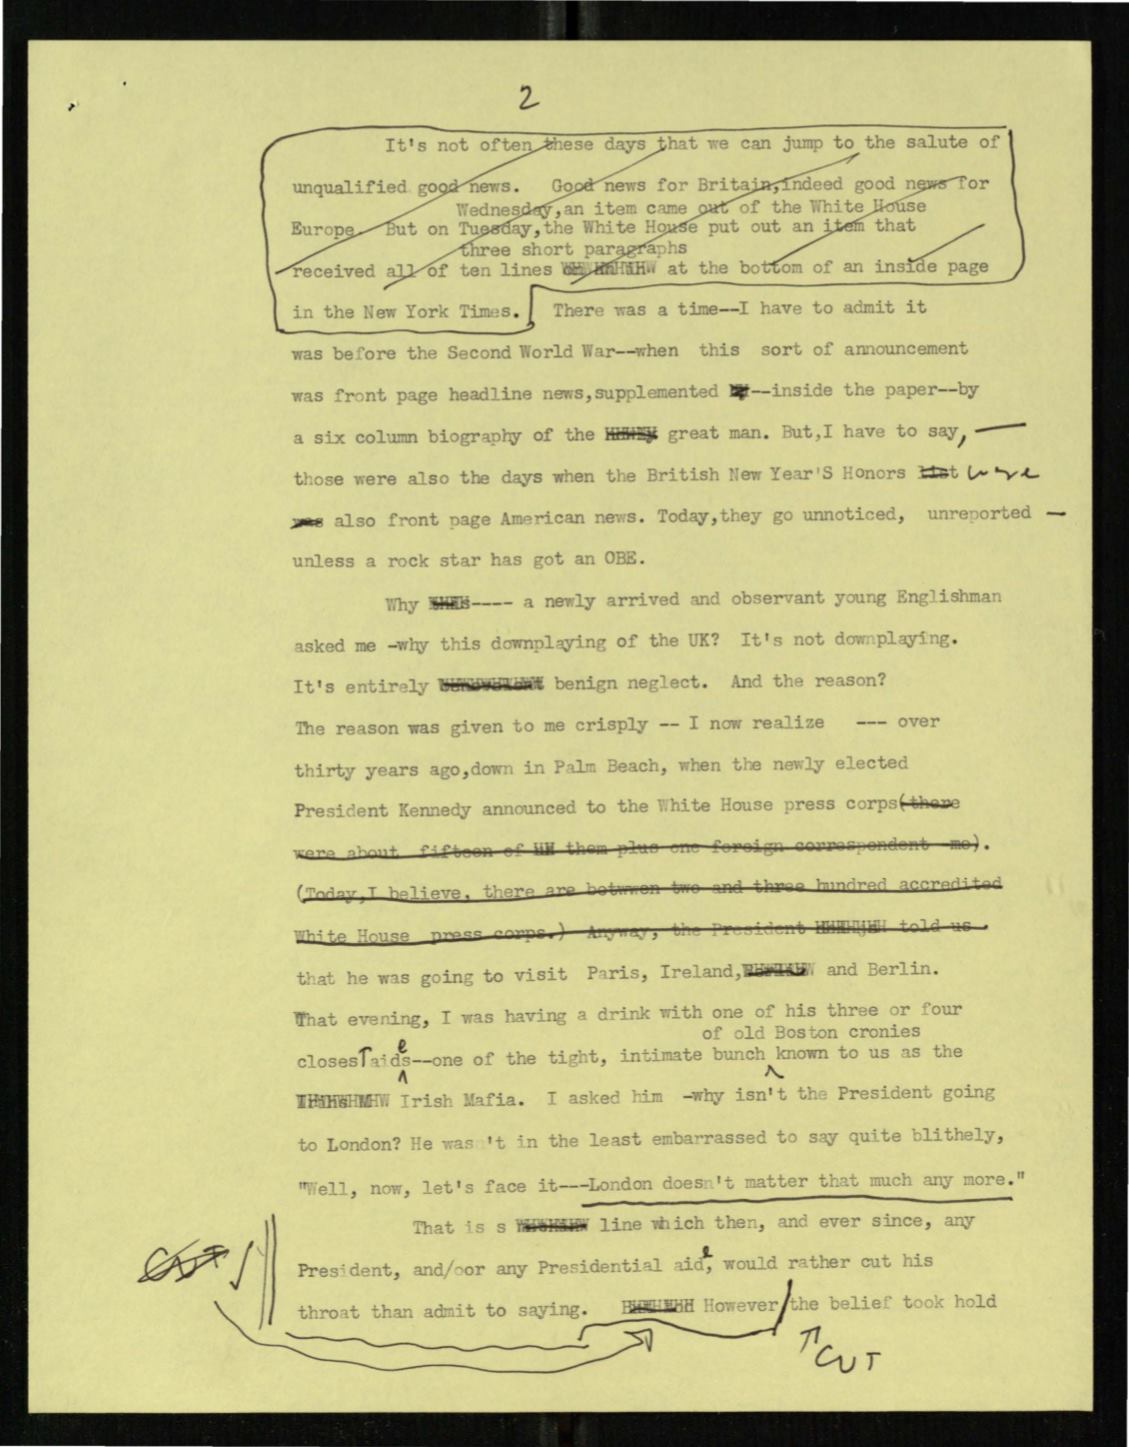 2
It's not often these days that we can jump to the salute of
unqualified good news. Good news for Britain,indeed good news for
Wednesday,an item came out of the White House
Europe. But on Tuesday,the White House put out an item that
three short paragraphs
received all of ten lines at the bottom of an inside page
in the New York Times. There was a time--I have to admit it
was before the Second World War--when this sort of announcement
was front page headline news,supplemented --inside the paper--by
a six column biography of the great man. But,I have to say, —
those were also the days when the British New Year'S Honors list were
was also front page American news. Today,they go unnoticed, unreported —
unless a rock star has got an OBE.
Why ---- a newly arrived and observant young Englishman
asked me -why this downplaying of the UK? It's not downplaying.
It's entirely benign neglect. And the reason?
The reason was given to me crisply -- I now realize --- over
thirty years ago,down in Palm Beach, when the newly elected
President Kennedy announced to the White House press corps(there
were about fifteen of them plus one foreign correspondent -me).
(Today,I believe, there are betwwen two and three hundred accredited
White House press corps.) Anyway, the President told us
that he was going to visit Paris, Ireland, and Berlin.
That evening, I was having a drink with one of his three or four
of old Boston cronies
closest aides--one of the tight, intimate bunch known to us as the
Irish Mafia. I asked him -why isn't the President going
to London? He was 't in the least embarrassed to say quite blithely,
"Well, now, let's face it---London doesn't matter that much any more."
That is s line which then, and ever since, any
CUT President, and/oor any Presidential aide, would rather cut his
throat than admit to saying. However the belief took hold
CUT